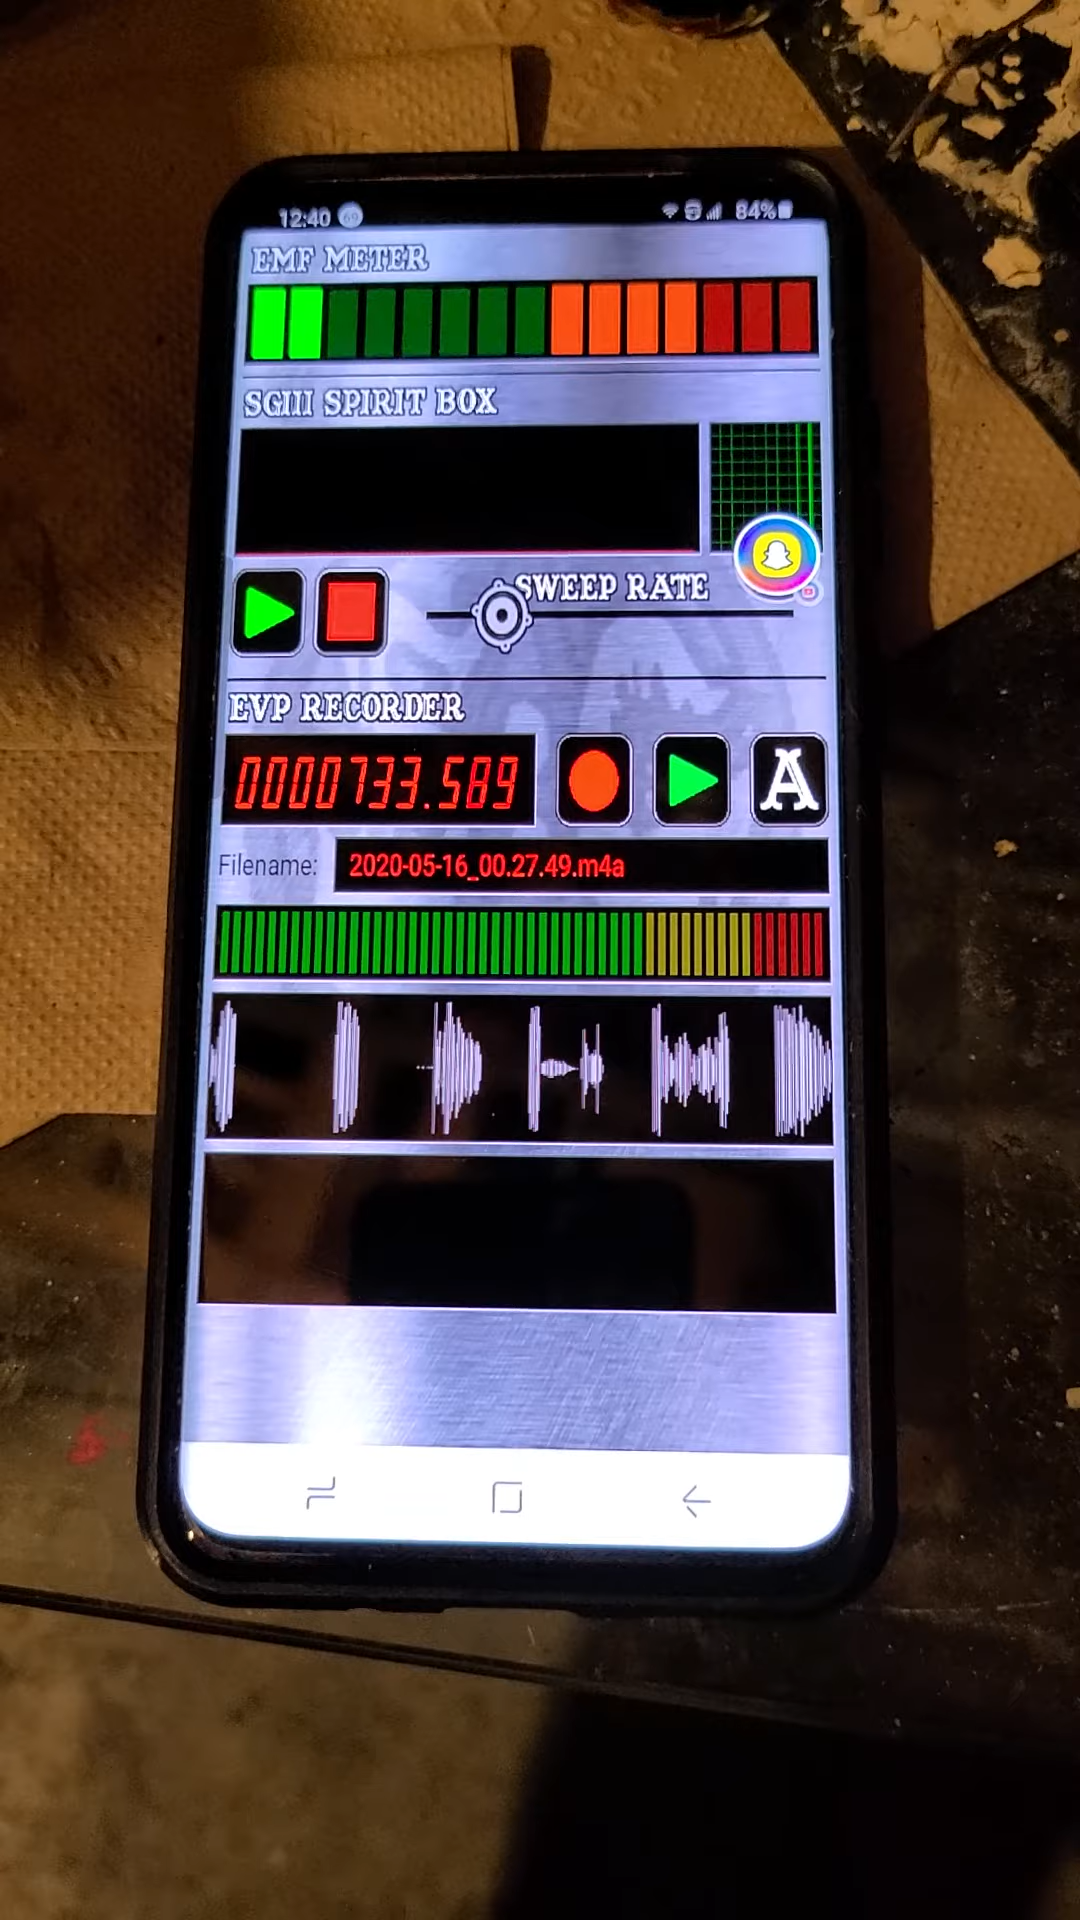 12:40 69 84%
EMF METER
SGIII SPIRIT BOX
SWEEP RATE
EVP RECORDER
0000733.589 A
Filename: 2020-05-16_00.27.49.m4a